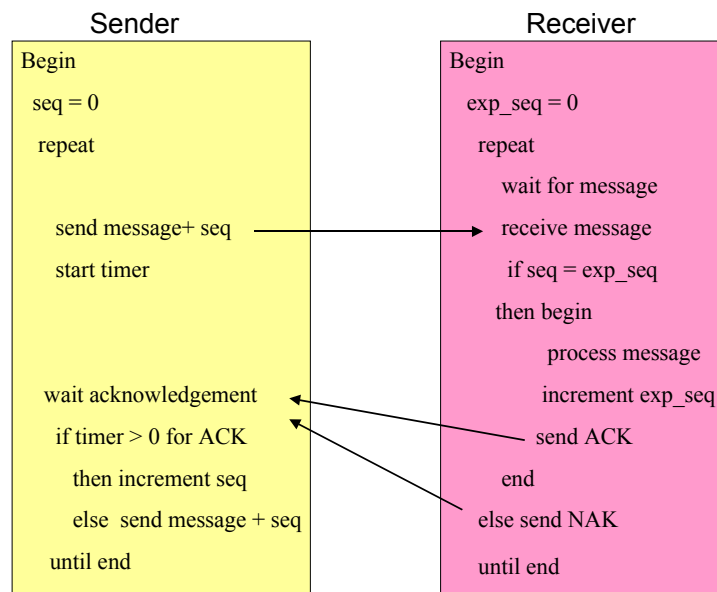 Sender
Begin
seq = 0
repeat
send message+ seq
start timer
wait acknowledgement
if timer > 0 for ACK
then increment seq
else send message + seq
until end
Receiver
Begin
exp_seq = 0
repeat
wait for message
receive message
if seq = exp_seq
then begin
process message
increment exp_seq
send ACK
end
else send NAK
until end